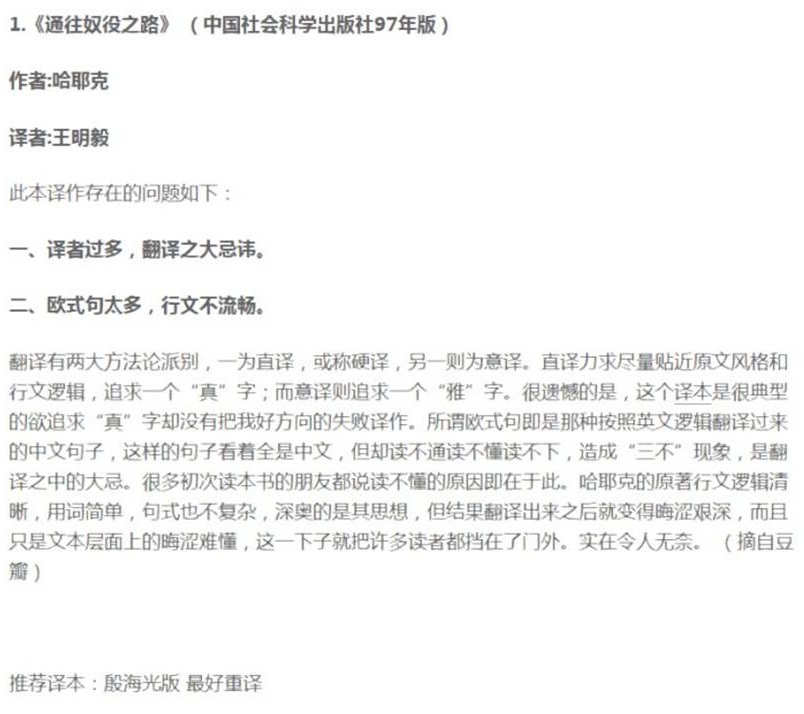 1.《通往奴役之路》 （中国社会科学出版社97年版）
作者:哈耶克
译者:王明毅
此本译作存在的问题如下：
一、译者过多，翻译之大忌讳。
二、欧式句太多，行文不流畅。
翻译有两大方法论派别，一为直译，或称硬译，另一则为意译。直译力求尽量贴近原文风格和
行文逻辑，追求一个“真”字；而意译则追求一个“雅”字。很遗憾的是，这个译本是很典型
的欲追求“真”字却没有把我好方向的失败译作。所谓欧式句即是那种按照英文逻辑翻译过来
的中文句子，这样的句子看着全是中文，但却读不通读不懂读不下，造成“三不”现象，是翻
译之中的大忌。很多初次读本书的朋友都说读不懂的原因即在于此。哈耶克的原著行文逻辑清
晰，用词简单，句式也不复杂，深奥的是其思想，但结果翻译出来之后就变得晦涩艰深，而且
只是文本层面上的晦涩难懂，这一下子就把许多读者都挡在了门外。实在令人无奈。 （摘自豆
瓣）
推荐译本：殷海光版 最好重译